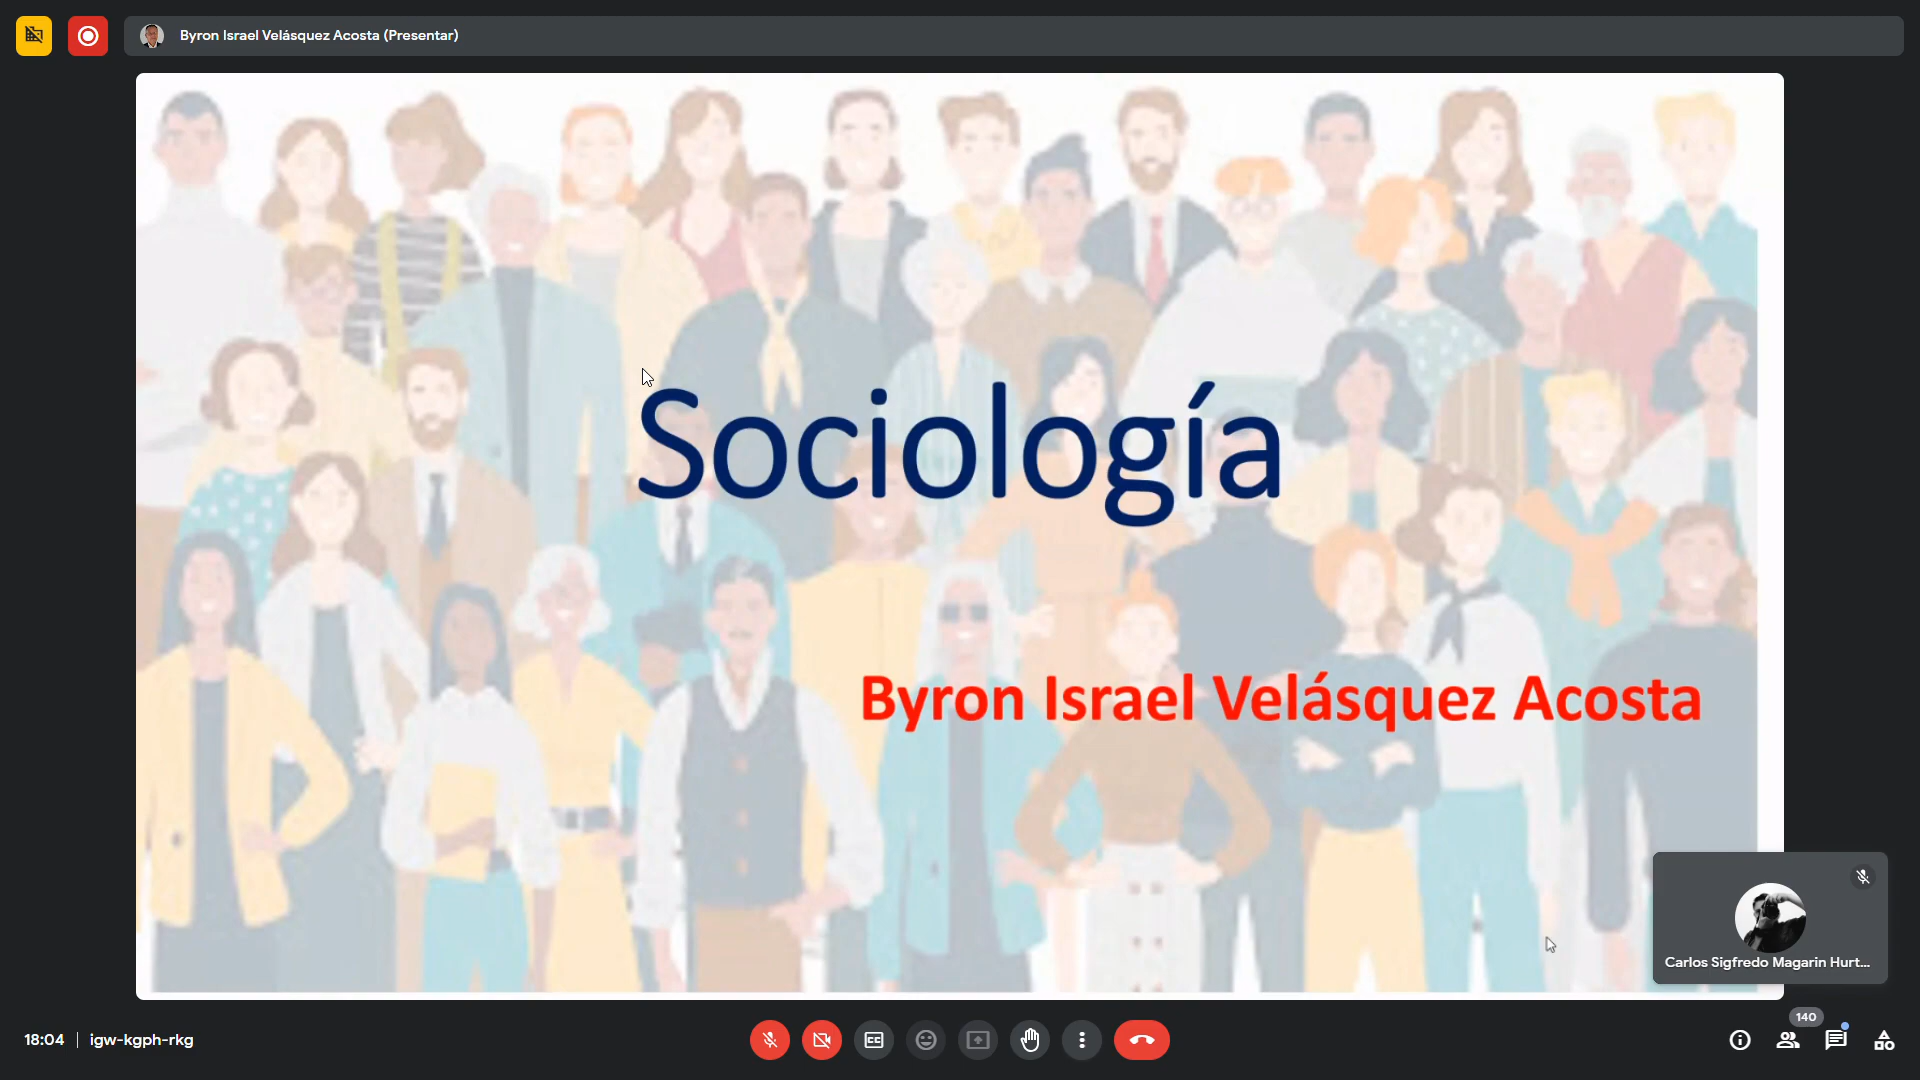 Byron Israel Velásquez Acosta (Presentar)
Sociología
Byron Israel Velásquez Acosta
Carlos Sigfredo Magarin Hurt...
18:04 | igw-kgph-rkg
CC
140